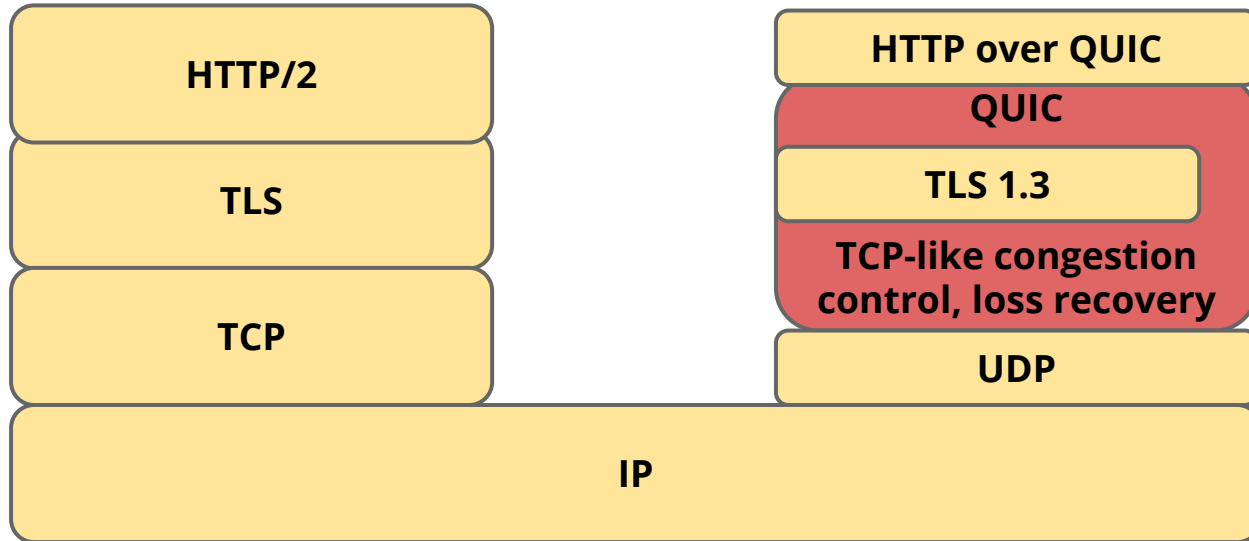 HTTP/2
TLS
TCP
HTTP over QUIC
QUIC
TLS 1.3
TCP-like congestion
control, loss recovery
UDP
IP